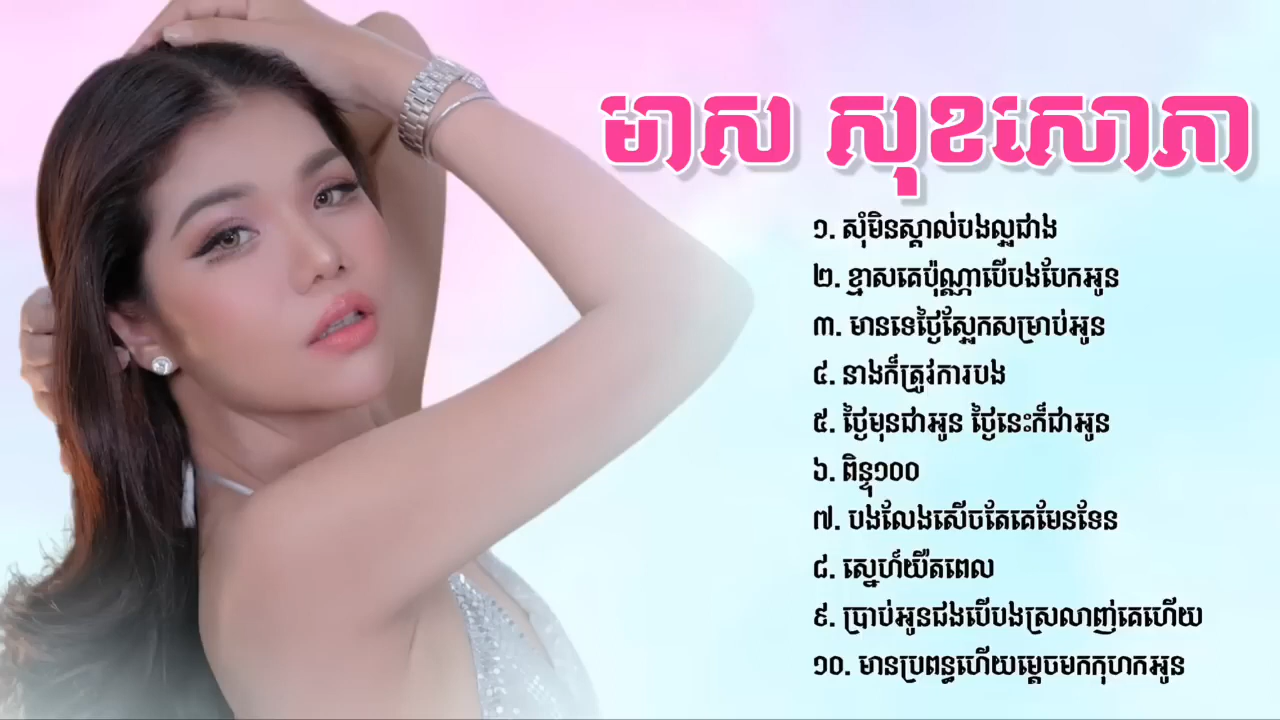 មាស សុខសោភា
១. សុំមិនស្គាល់បងល្អជាង
២. ខ្មាសគេប៉ុណ្ណាបើបងបែកអូន
៣. មានទេថ្ងៃស្អែកសម្រាប់អូន
៤. នាងក៏ត្រូវការបង
៥. ថ្ងៃមុនជាអូន ថ្ងៃនេះក៏ជាអូន
៦. ពិន្ទុ១០០
៧. បងលែងសើចតែគេមែនទែន
៨. ស្នេហ៍យឺតពេល
៩. ប្រាប់អូនផងបើបងស្រលាញ់គេហើយ
១០. មានប្រពន្ធហើយម្ដេចមកកុហកអូន